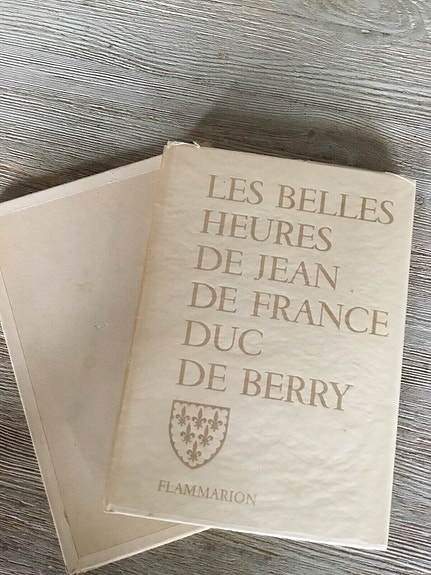 LES BELLES
HEURES
DE JEAN
DE FRANCE
DUC
DE BERRY
FLAMMARION